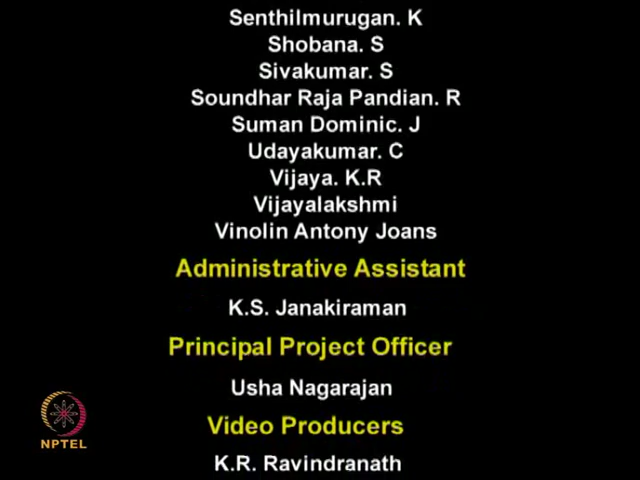 Senthilmurugan. K
Shobana. S
Sivakumar. S
Soundhar Raja Pandian. R
Suman Dominic. J
Udayakumar. C
Vijaya. K.R
Vijayalakshmi
Vinolin Antony Joans
Administrative Assistant
K.S. Janakiraman
Principal Project Officer
Usha Nagarajan
Video Producers
K.R. Ravindranath
NPTEL